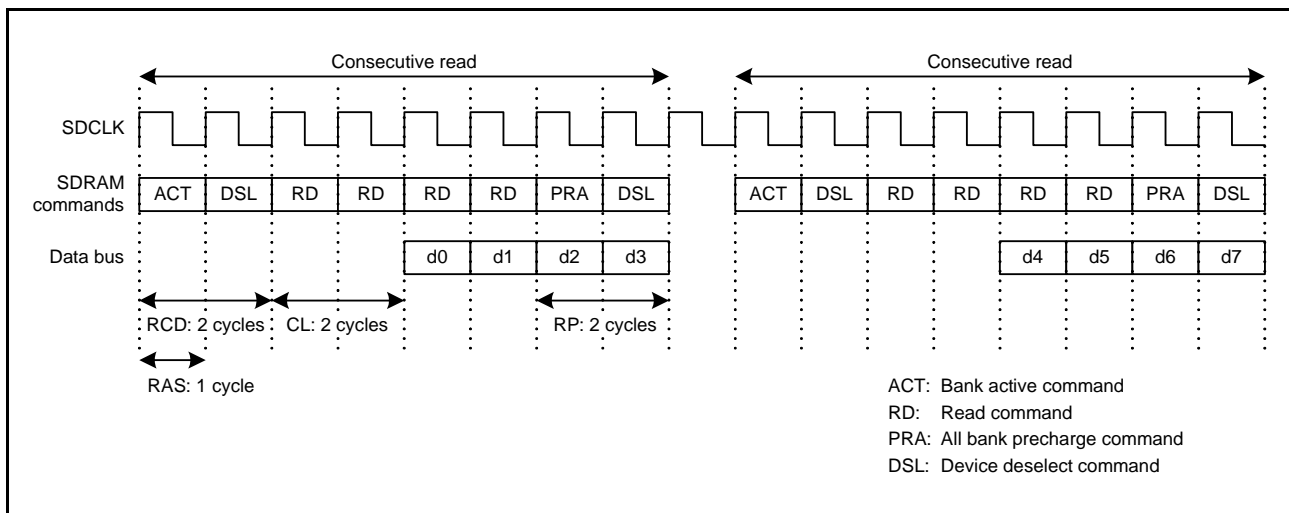 Consecutive read Consecutive read
SDCLK
SDRAM commands ACT DSL RD RD RD RD PRA DSL ACT DSL RD RD RD RD PRA DSL
Data bus d0 d1 d2 d3 d4 d5 d6 d7
RCD: 2 cycles CL: 2 cycles RP: 2 cycles
RAS: 1 cycle
ACT: Bank active command
RD: Read command
PRA: All bank precharge command
DSL: Device deselect command